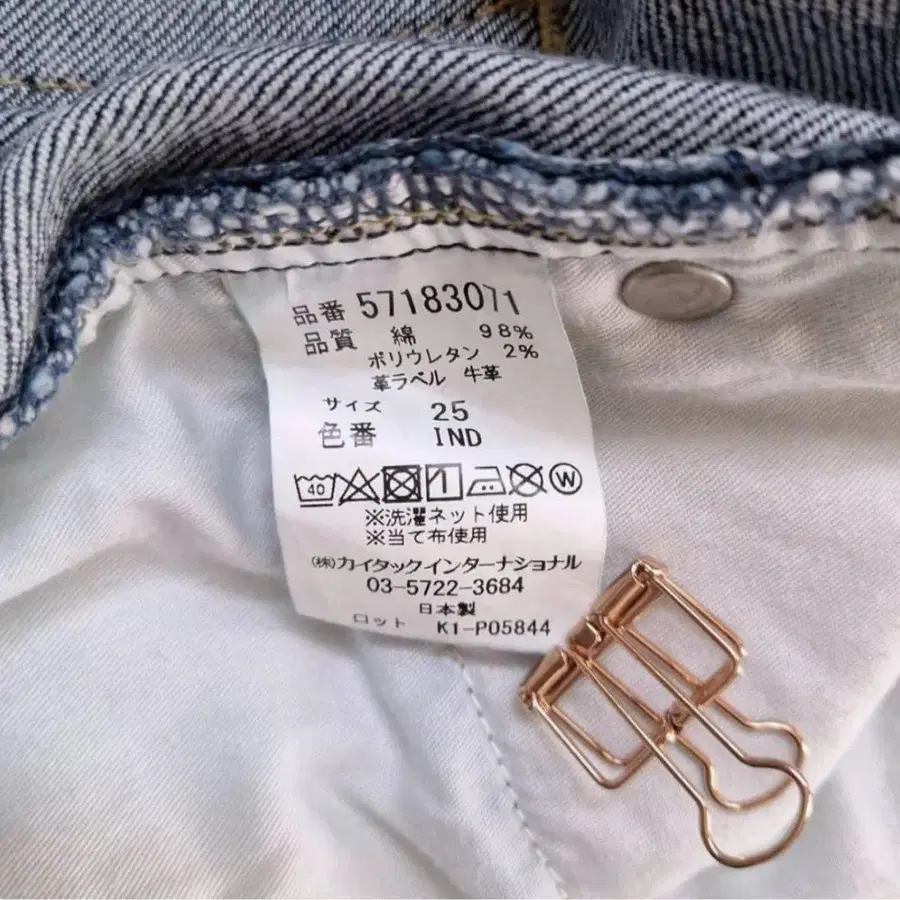 品番 57183071
品質 綿 98%
ポリウレタン 2%
革ラベル 牛革
サイズ 25
色番 IND
40 W
※洗濯ネット使用
※当て布使用
㈱カイタックインターナショナル
03-5722-3684
日本製
ロット K1-P05844